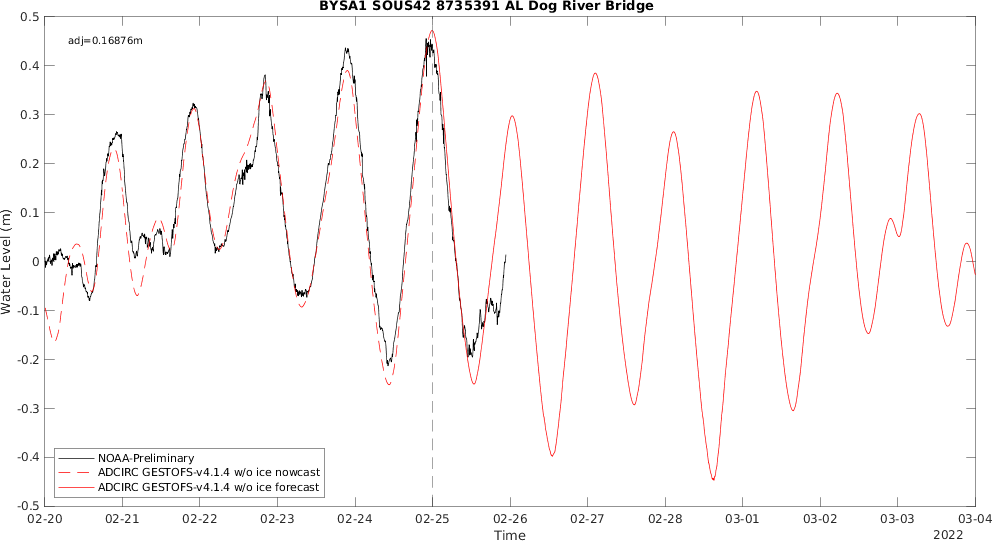 BYSA1 SOUS42 8735391 AL Dog River Bridge
adj=0.16876m
Water Level (m)
0.5
0.4
0.3
0.2
0.1
0
-0.1
-0.2
-0.3
-0.4
-0.5
NOAA-Preliminary
ADCIRC GESTOFS-v4.1.4 w/o ice nowcast
ADCIRC GESTOFS-v4.1.4 w/o ice forecast
02-20 02-21 02-22 02-23 02-24 02-25 02-26 02-27 02-28 03-01 03-02 03-03 03-04
Time
2022